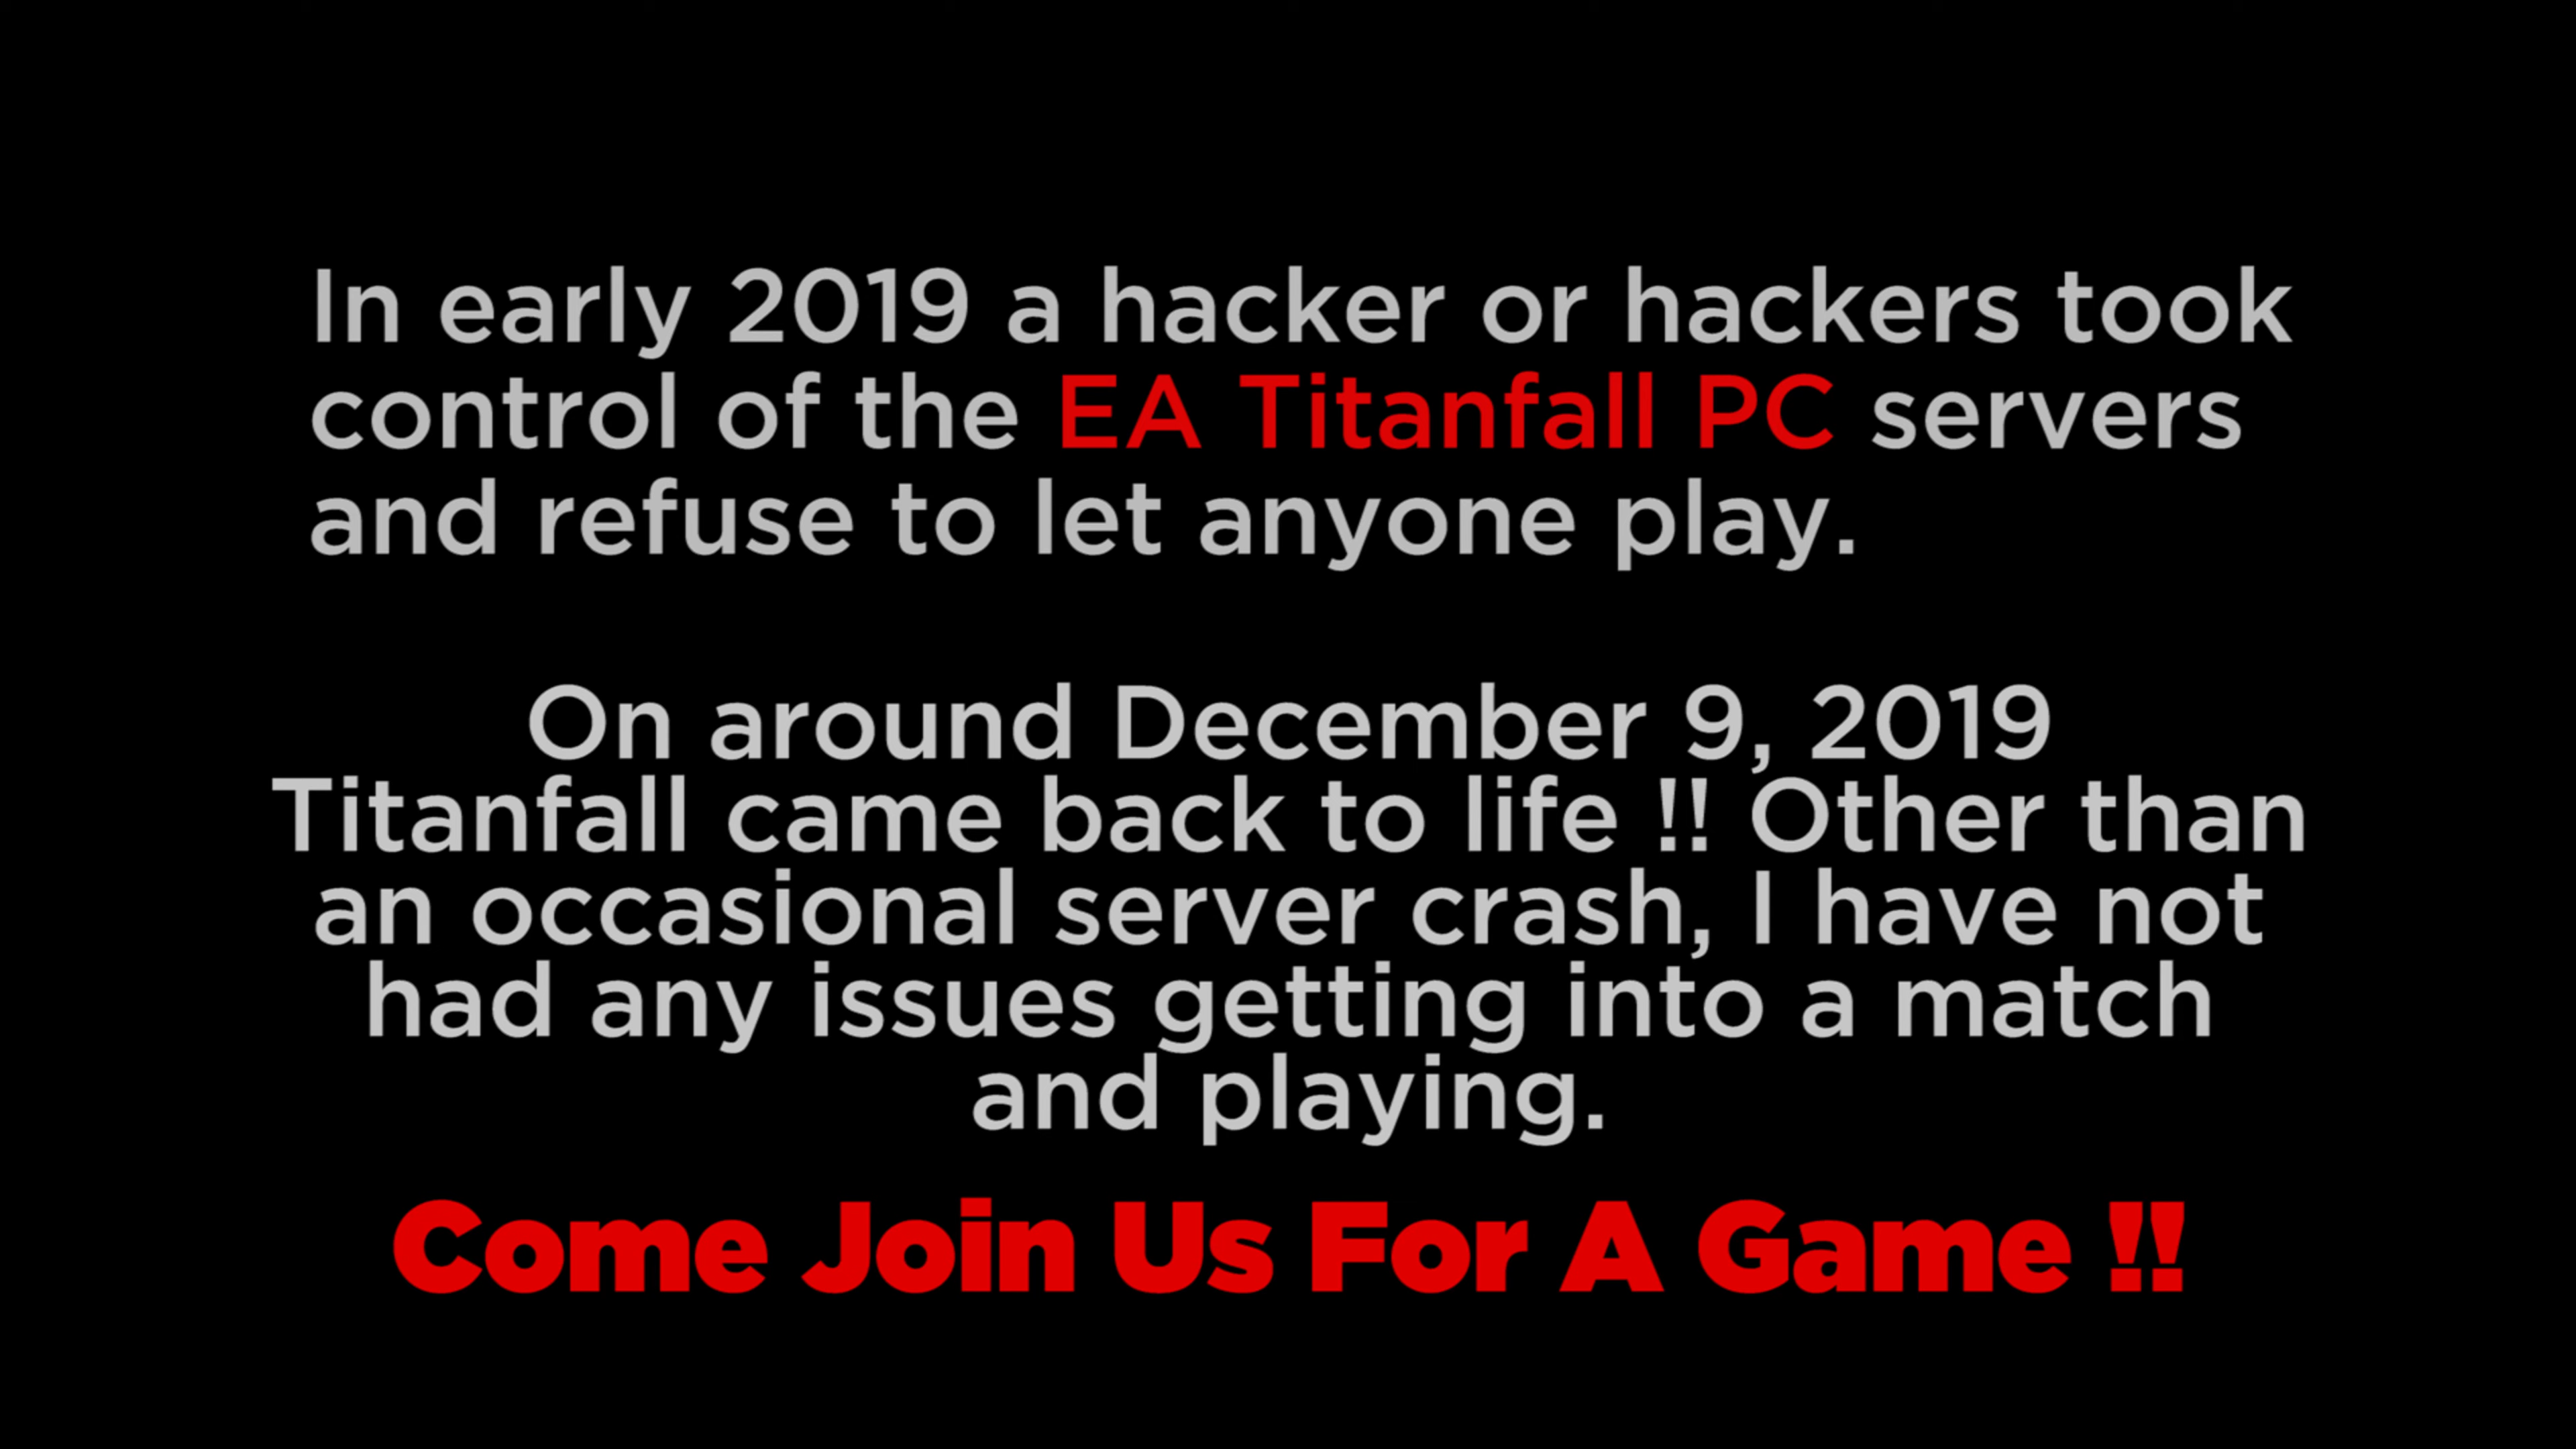 In early 2019 a hacker or hackers took
control of the EA Titanfall PC servers
and refuse to let anyone play.
On around December 9, 2019
Titanfall came back to life !! Other than
an occasional server crash, I have not
had any issues getting into a match
and playing.
Come Join Us For A Game !!